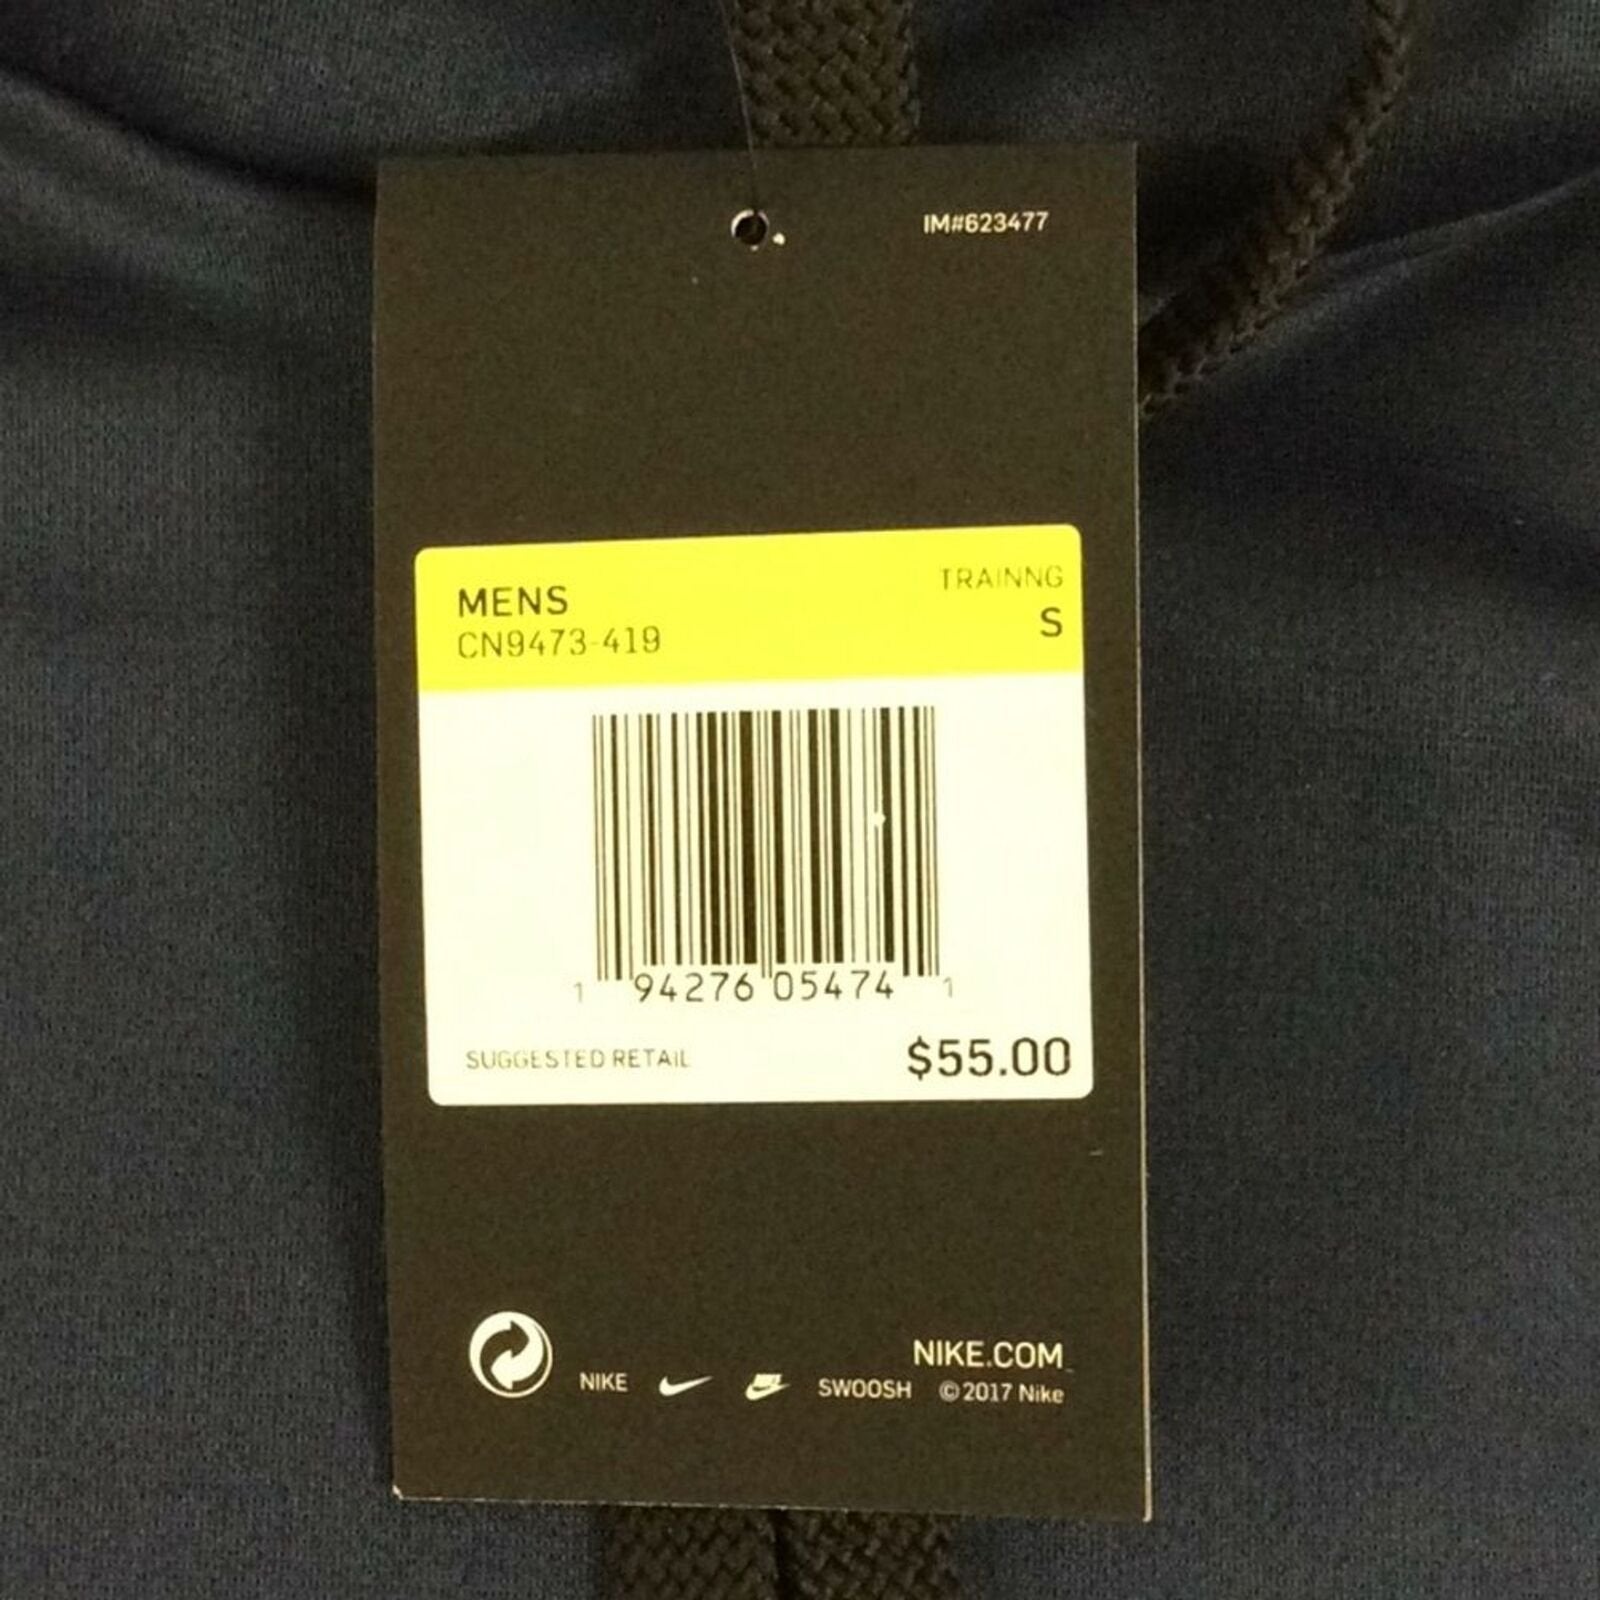 IM#623477
MENS
TRAINNG
CN9473-419
S
1 94276 05474 1
SUGGESTED RETAIL
$55.00
NIKE.COM
NIKE
SWOOSH
©2017 Nike